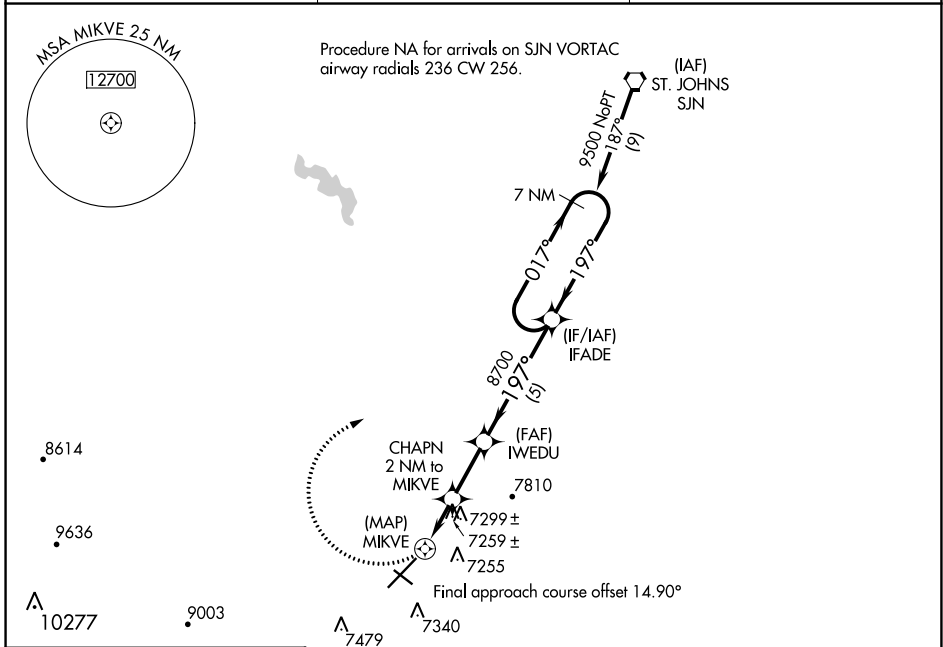 MSA MIKVE 25 NM
12700
Procedure NA for arrivals on SJN VORTAC
airway radials 236 CW 256.
(IAF)
ST. JOHNS
SJN
9500 NoPT
187°
(9)
7 NM
017°
197°
(IF/IAF)
IFADE
8700
197°
(5)
(FAF)
IWEDU
CHAPN
2 NM to
MIKVE
7810
7299 ±
7259 ±
(MAP)
MIKVE
7255
Final approach course offset 14.90°
8614
9636
10277
9003
7479
7340